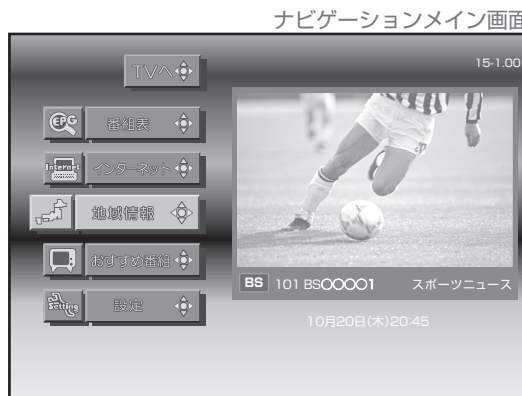 ナビゲーションメイン画面
15-1.00
TVへ
EPG 番組表
Internet インターネット
地域情報
おすすめ番組
Setting 設定
BS 101 BS○○○○1 スポーツニュース
10月20日(木)20:45